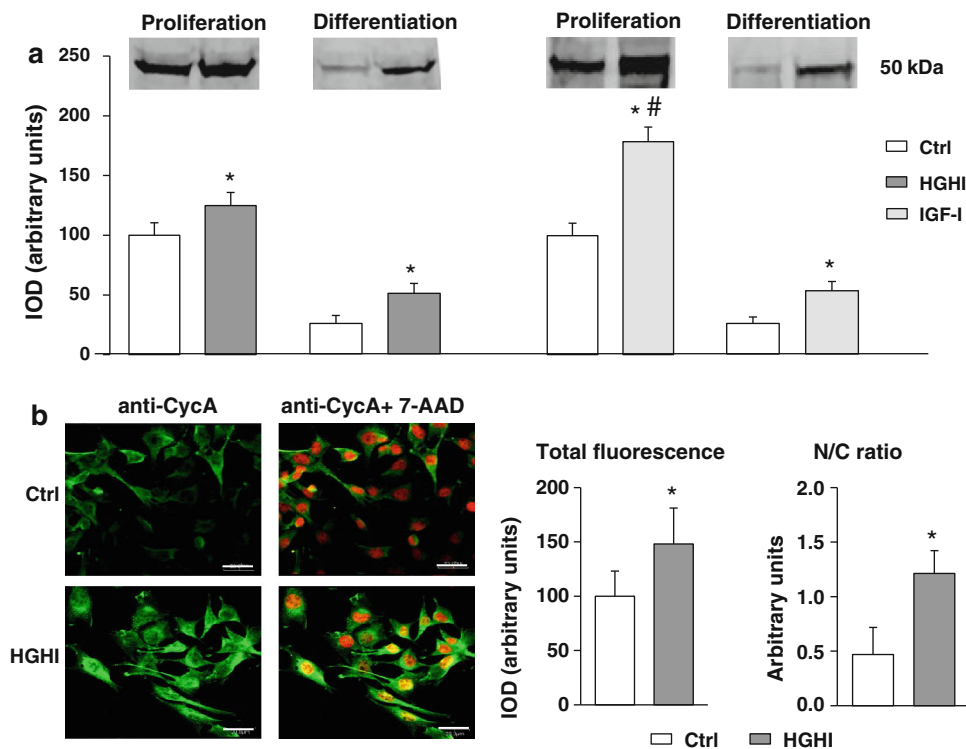 Proliferation Differentiation Proliferation Differentiation
a
50 kDa
250
200
150
100
50
0
IOD (arbitrary units)
*
*
* #
*
Ctrl
HGHI
IGF-I
b
anti-CycA anti-CycA+ 7-AAD
Ctrl
HGHI
Total fluorescence
200
150
100
50
0
IOD (arbitrary units)
*
N/C ratio
2.0
1.5
1.0
0.5
0.0
Arbitrary units
*
Ctrl HGHI